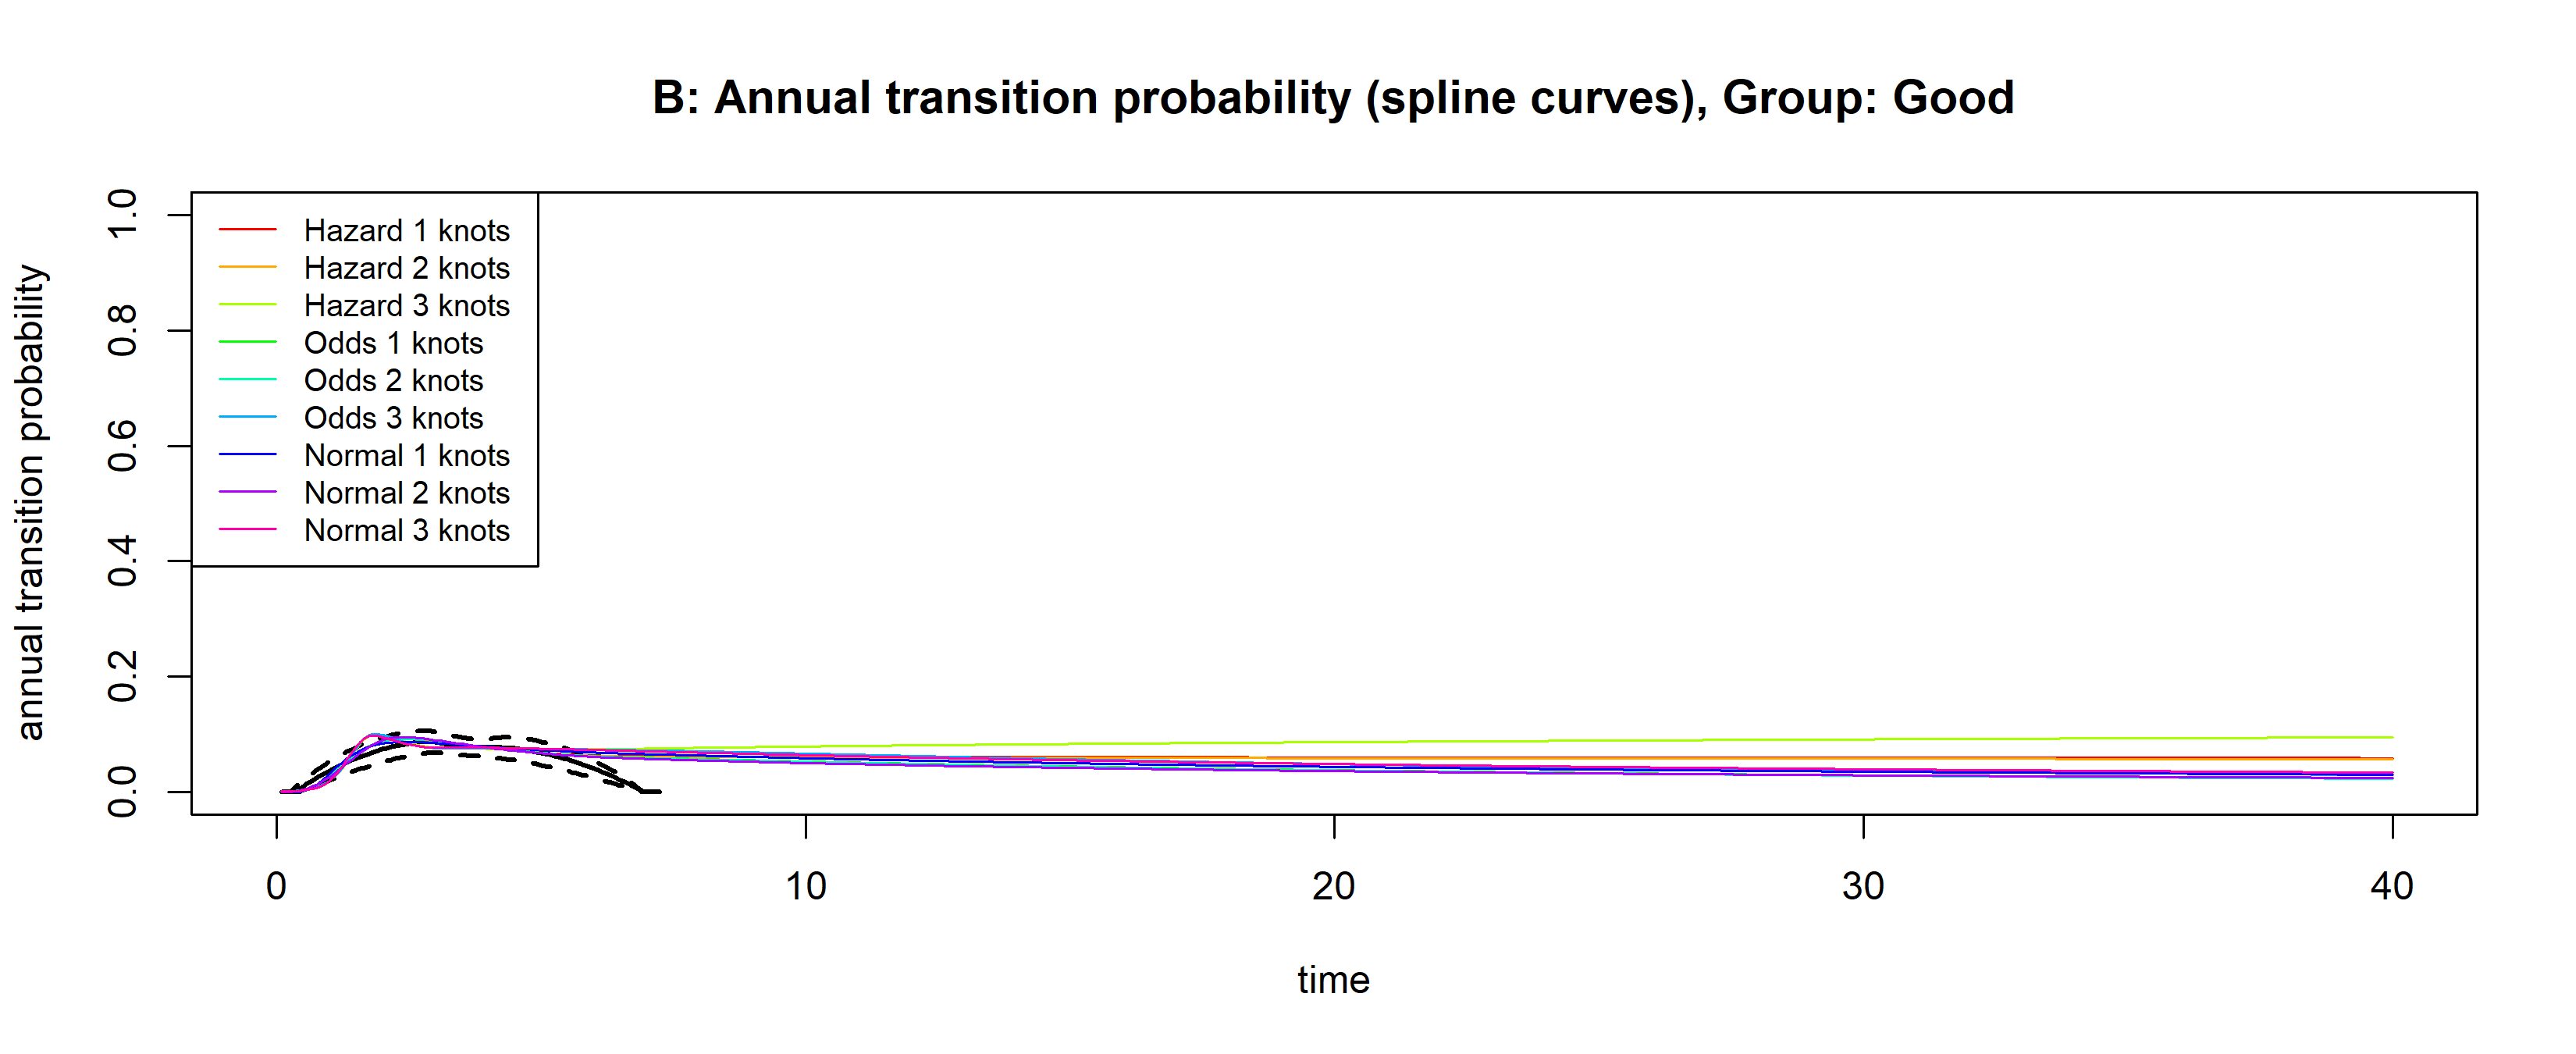 B: Annual transition probability (spline curves), Group: Good
annual transition probability
1.0
0.8
0.6
0.4
0.2
0.0
Hazard 1 knots
Hazard 2 knots
Hazard 3 knots
Odds 1 knots
Odds 2 knots
Odds 3 knots
Normal 1 knots
Normal 2 knots
Normal 3 knots
0 10 20 30 40
time